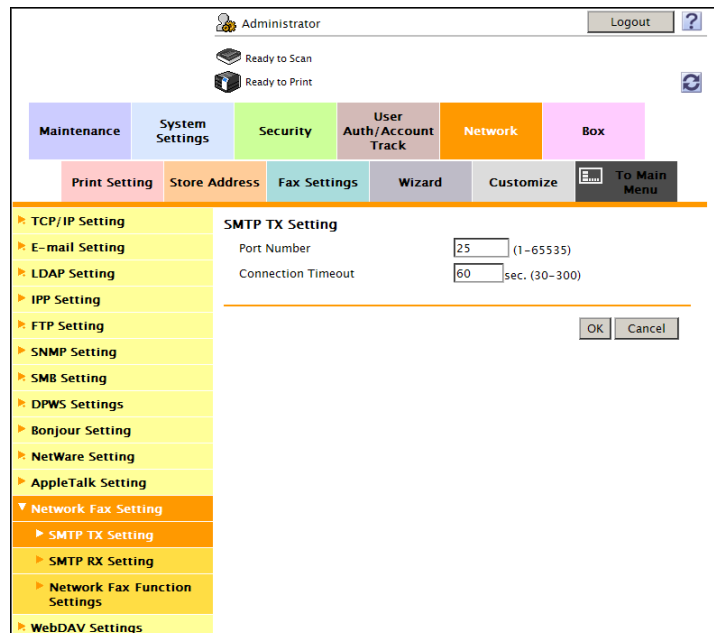 Administrator
Logout
?
Ready to Scan
Ready to Print
Maintenance
System
Settings
Security
User
Auth/Account
Track
Network
Box
Print Setting
Store Address
Fax Settings
Wizard
Customize
To Main
Menu
TCP/IP Setting
E-mail Setting
LDAP Setting
IPP Setting
FTP Setting
SNMP Setting
SMB Setting
DPWS Settings
Bonjour Setting
NetWare Setting
AppleTalk Setting
Network Fax Setting
SMTP TX Setting
SMTP RX Setting
Network Fax Function
Settings
WebDAV Settings
SMTP TX Setting
Port Number 25 (1-65535)
Connection Timeout 60 sec. (30-300)
OK Cancel